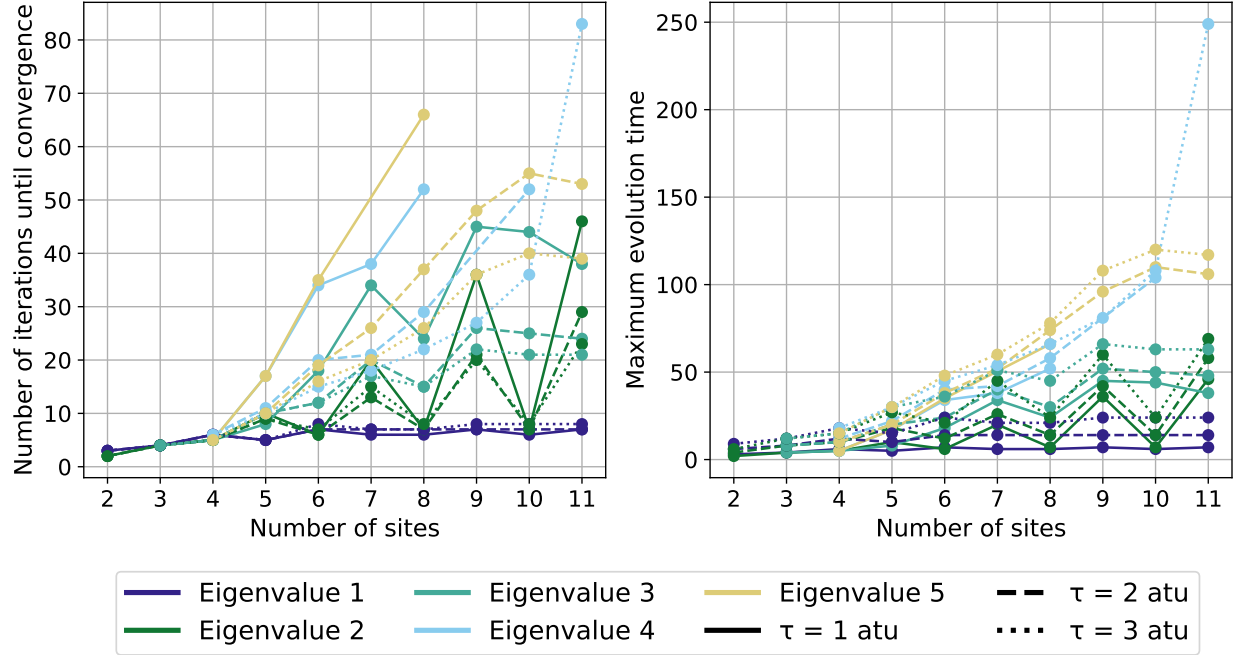 Number of iterations until convergence
80
70
60
50
40
30
20
10
0
2 3 4 5 6 7 8 9 10 11
Number of sites
Maximum evolution time
250
200
150
100
50
0
2 3 4 5 6 7 8 9 10 11
Number of sites
Eigenvalue 1 Eigenvalue 3 Eigenvalue 5 τ = 2 atu
Eigenvalue 2 Eigenvalue 4 τ = 1 atu τ = 3 atu